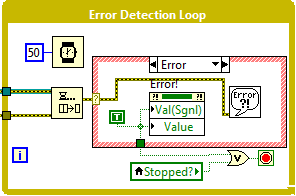 Error Detection Loop
50
Error
Error!
?!
Val(Sgnl)
Value
Error
?!
T
?
i
Stopped?
V